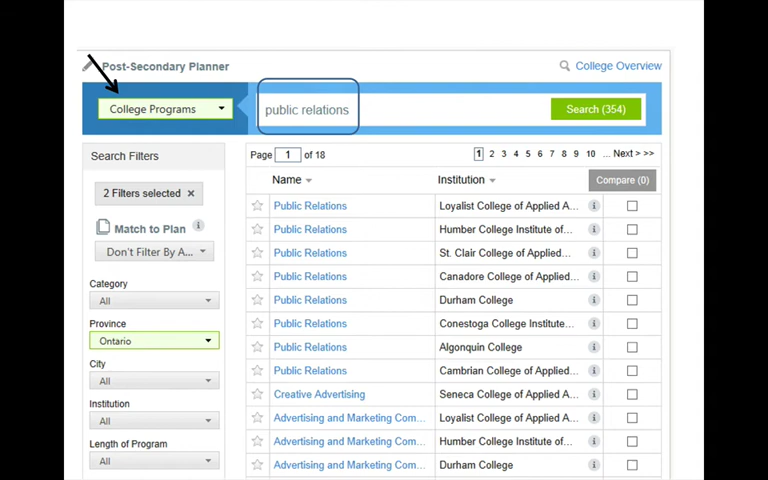 Post-Secondary Planner
College Overview
College Programs
public relations
Search (354)
Search Filters
2 Filters selected ×
Match to Plan
Don't Filter By A...
Category
All
Province
Ontario
City
All
Institution
All
Length of Program
All
Page 1 of 18
1 2 3 4 5 6 7 8 9 10 ... Next > >>
Name Institution Compare (0)
Public Relations Loyalist College of Applied A...
Public Relations Humber College Institute of...
Public Relations St. Clair College of Applied...
Public Relations Canadore College of Applied...
Public Relations Durham College
Public Relations Conestoga College Institute...
Public Relations Algonquin College
Public Relations Cambrian College of Applied...
Creative Advertising Seneca College of Applied A...
Advertising and Marketing Com... Loyalist College of Applied A...
Advertising and Marketing Com... Humber College Institute of...
Advertising and Marketing Com... Durham College